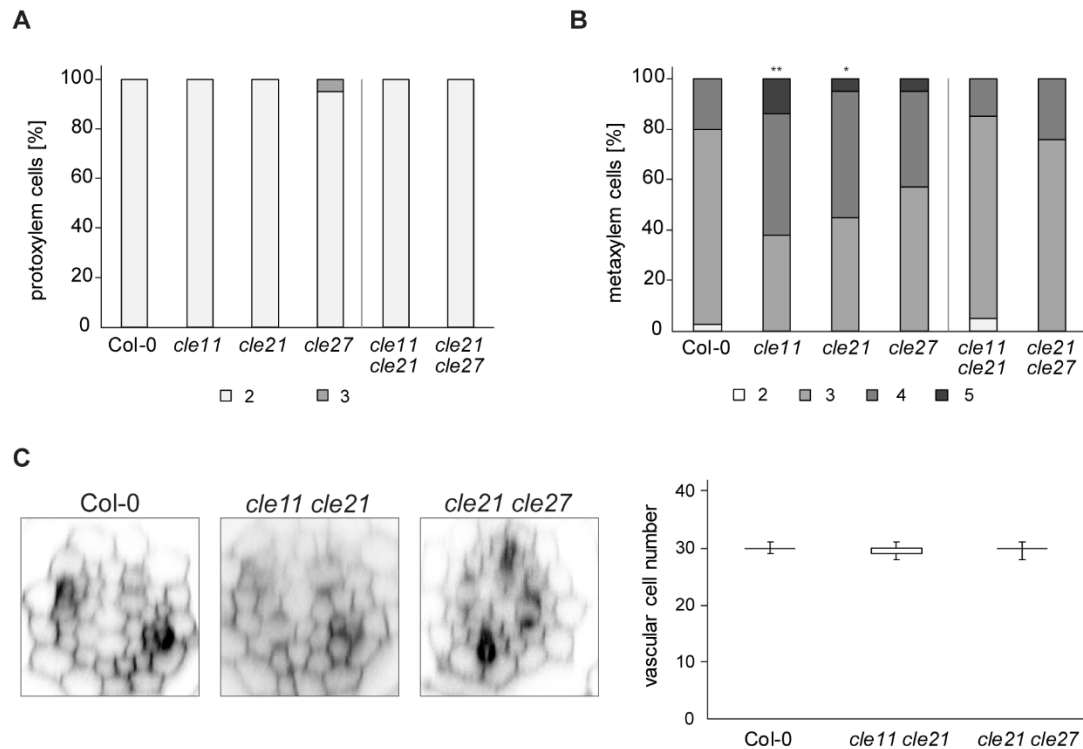 A
protoxylem cells [%]
100
80
60
40
20
0
Col-0 cle11 cle21 cle27 cle11 cle21
cle21 cle27
2 3
B
** *
metaxylem cells [%]
100
80
60
40
20
0
Col-0 cle11 cle21 cle27 cle11 cle21
cle21 cle27
2 3 4 5
C
Col-0 cle11 cle21 cle21 cle27
vascular cell number
40
30
20
10
0
Col-0 cle11 cle21 cle21 cle27